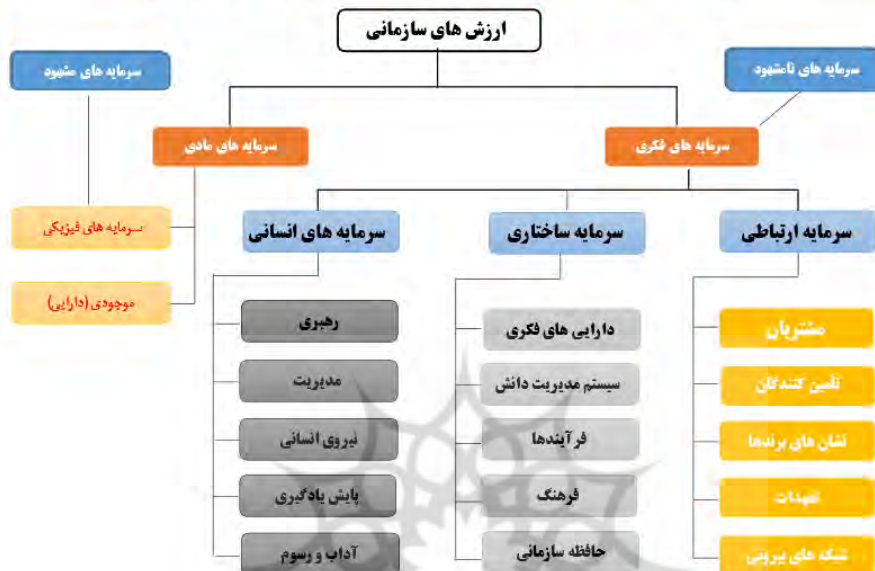 ارزش های سازمانی
سرمایه های نامشهود
سرمایه های مشهود
سرمایه های فکری
سرمایه های مادی
سرمایه ارتباطی
سرمایه ساختاری
سرمایه های انسانی
سرمایه های فیزیکی
موجودی (دارایی)
مشتریان
تأمین کنندگان
نشان های برندها
تعهدات
شبکه های بیرونی
دارایی های فکری
سیستم مدیریت دانش
فرآیندها
فرهنگ
حافظه سازمانی
رهبری
مدیریت
نیروی انسانی
پایش یادگیری
آداب و رسوم